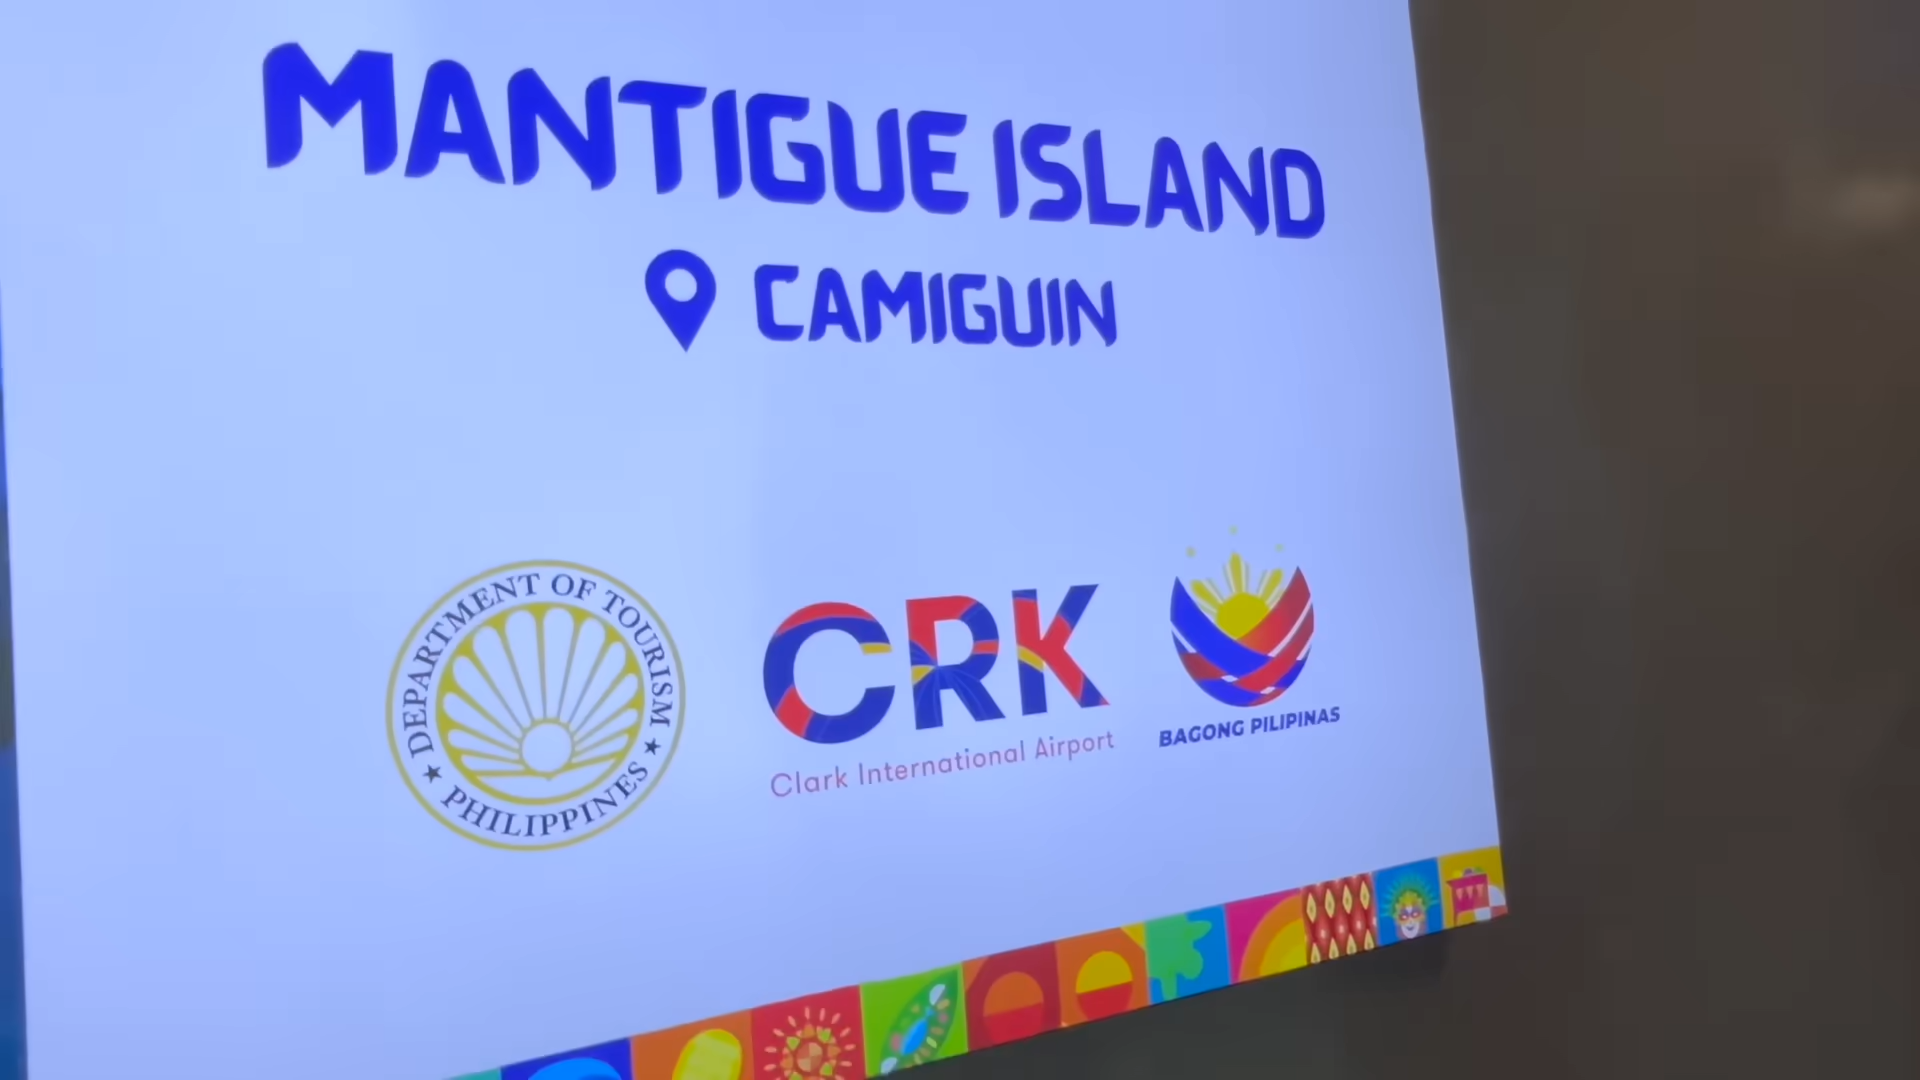 MANTIGUE ISLAND
CAMIGUIN
DEPARTMENT OF TOURISM
PHILIPPINES
CRK
Clark International Airport
BAGONG PILIPINAS